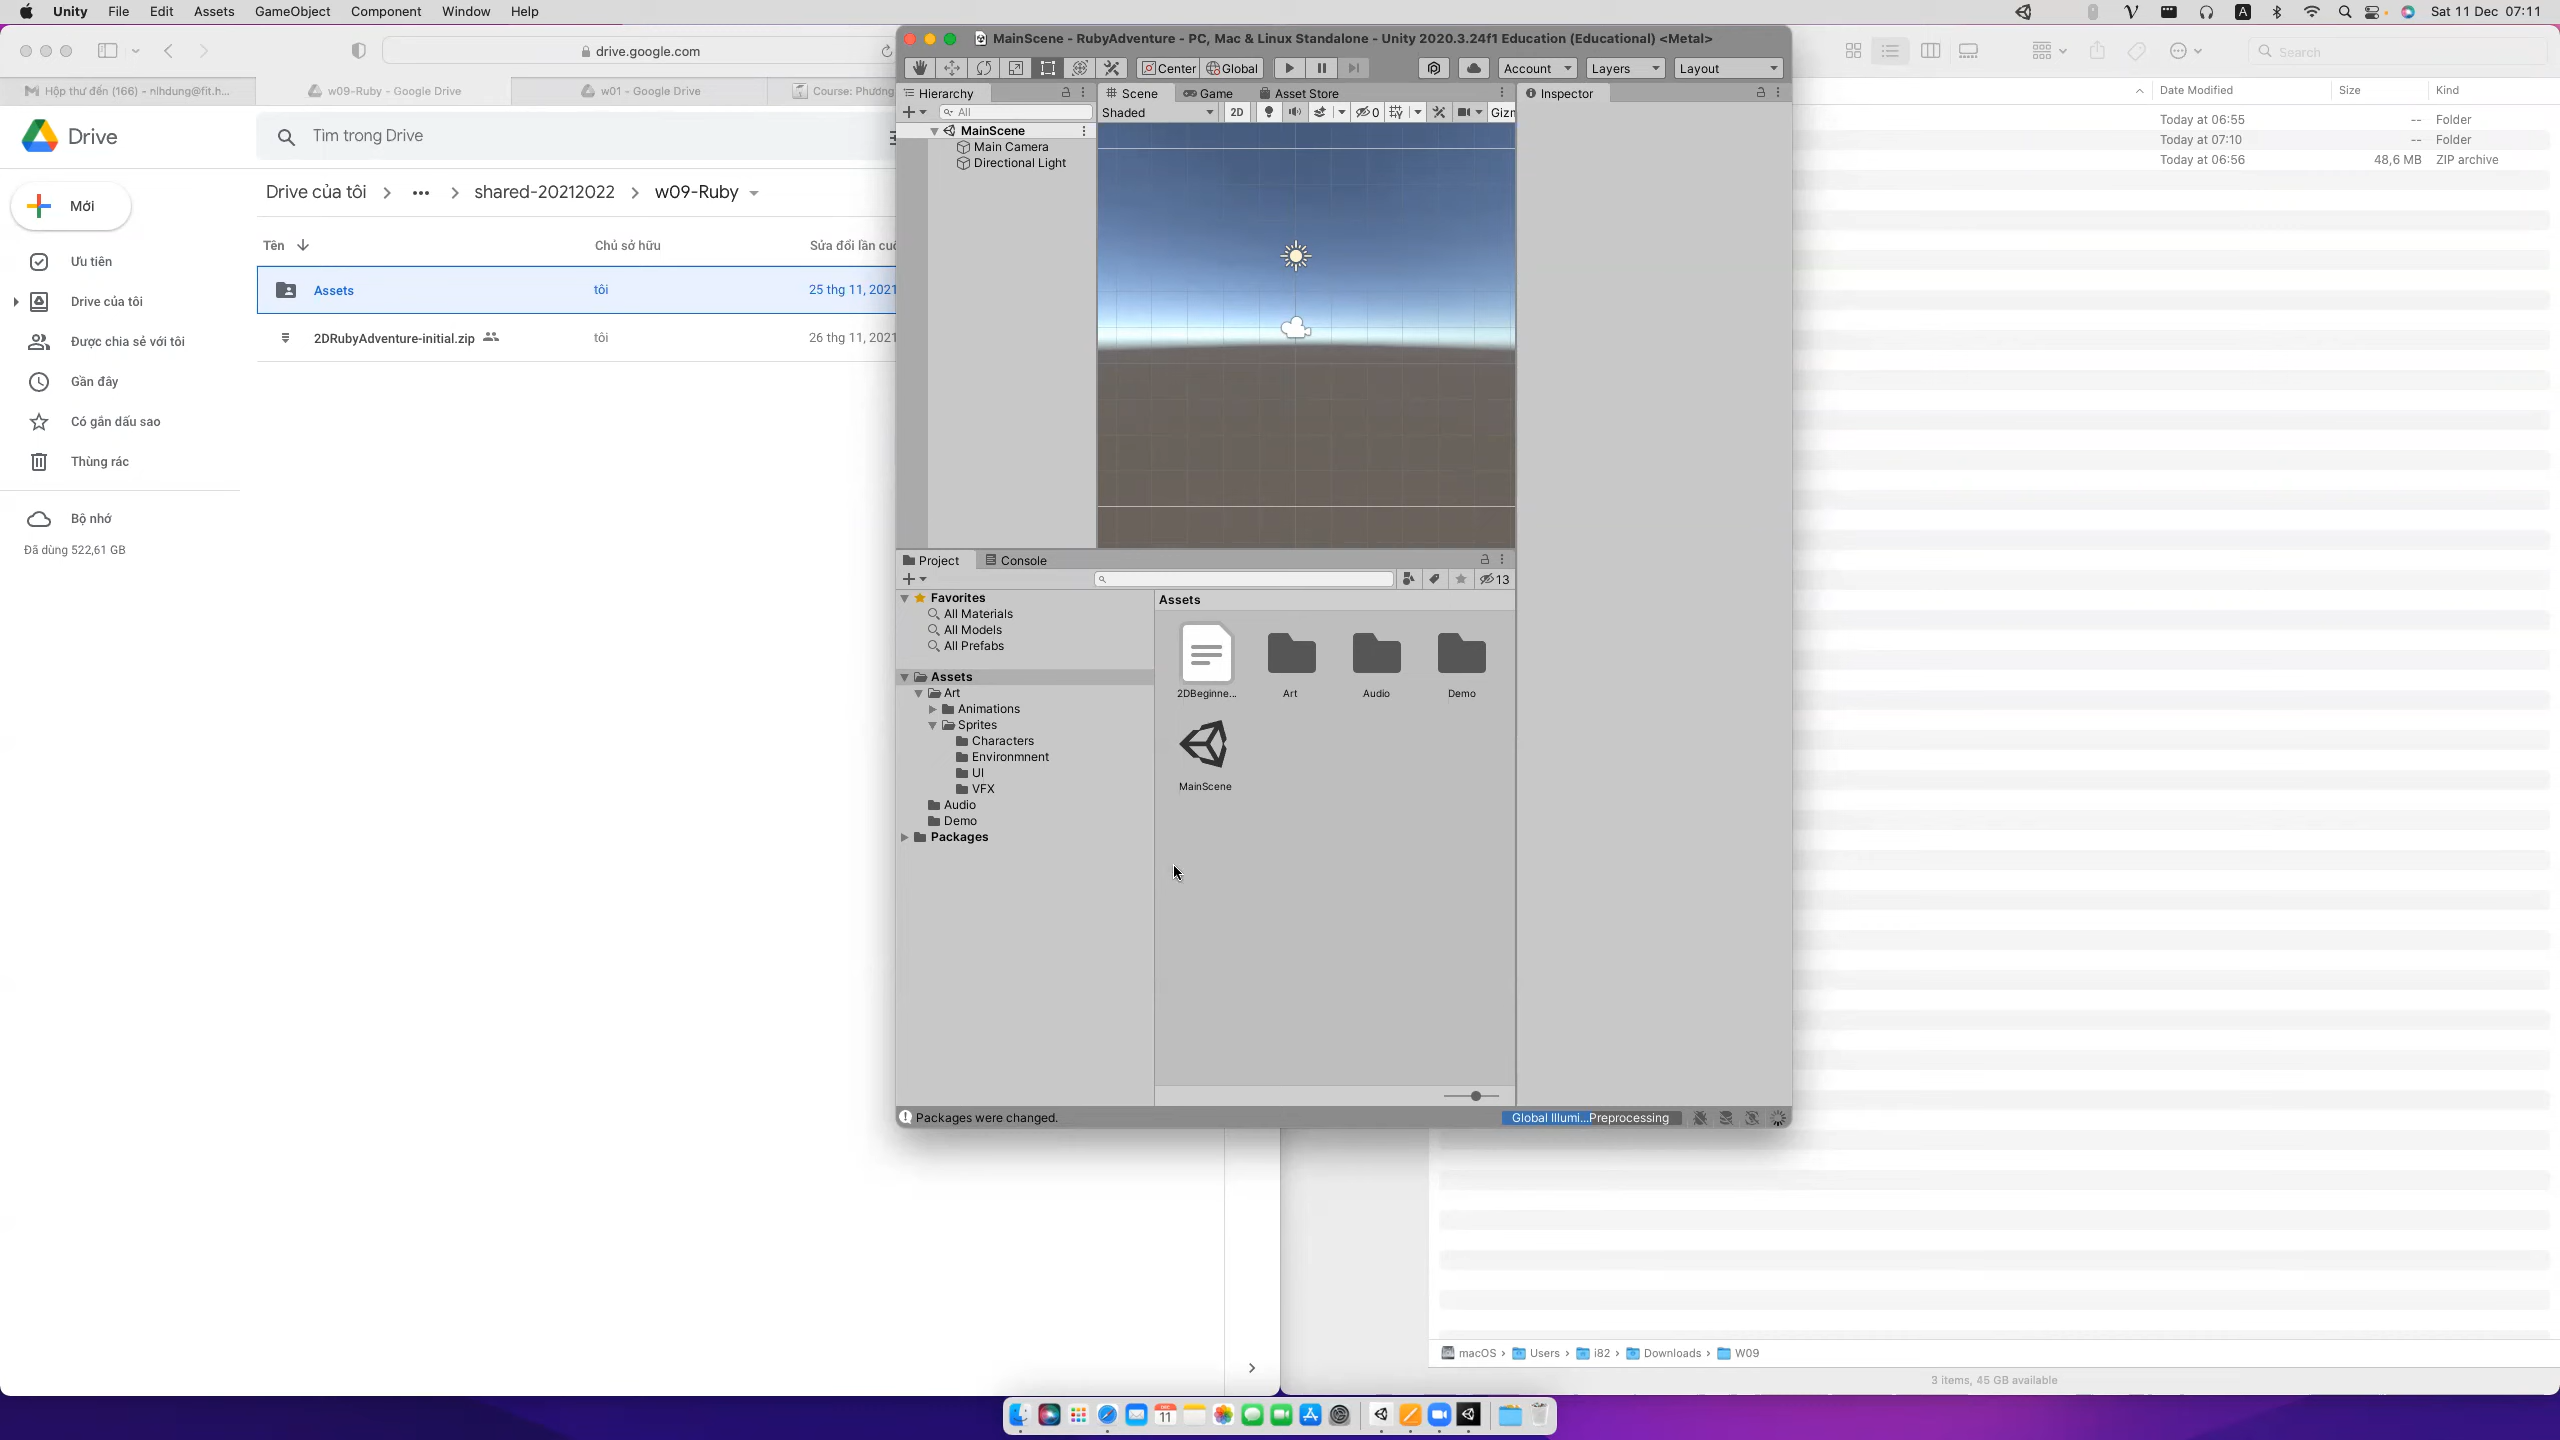 Unity File Edit Assets GameObject Component Window Help
Sat 11 Dec 07:11
drive.google.com
Hộp thư đến (166) - nlhdung@fit.h...
w09-Ruby - Google Drive
w01 - Google Drive
Course: Phương
Drive
Tìm trong Drive
Mới
Ưu tiên
Drive của tôi
Được chia sẻ với tôi
Gần đây
Có gắn dấu sao
Thùng rác
Bộ nhớ
Đã dùng 522,61 GB
Drive của tôi ... shared-20212022 w09-Ruby
Tên Chủ sở hữu Sửa đổi lần cuố
Assets tôi 25 thg 11, 2021
2DRubyAdventure-initial.zip tôi 26 thg 11, 2021
MainScene - RubyAdventure - PC, Mac & Linux Standalone - Unity 2020.3.24f1 Education (Educational) <Metal>
Center Global Account Layers Layout
Hierarchy
All
MainScene
Main Camera
Directional Light
Scene Game Asset Store
Shaded 2D 0 Gizn
Inspector
Project Console
13
Favorites
All Materials
All Models
All Prefabs
Assets
Art
Animations
Sprites
Characters
Environmnent
UI
VFX
Audio
Demo
Packages
Assets
2DBeginne... Art Audio Demo
MainScene
Packages were changed.
Global Illumi...Preprocessing
Search
Date Modified Size Kind
Today at 06:55 -- Folder
Today at 07:10 -- Folder
Today at 06:56 48,6 MB ZIP archive
macOS › Users › i82 › Downloads › W09
3 items, 45 GB available
DEC
11